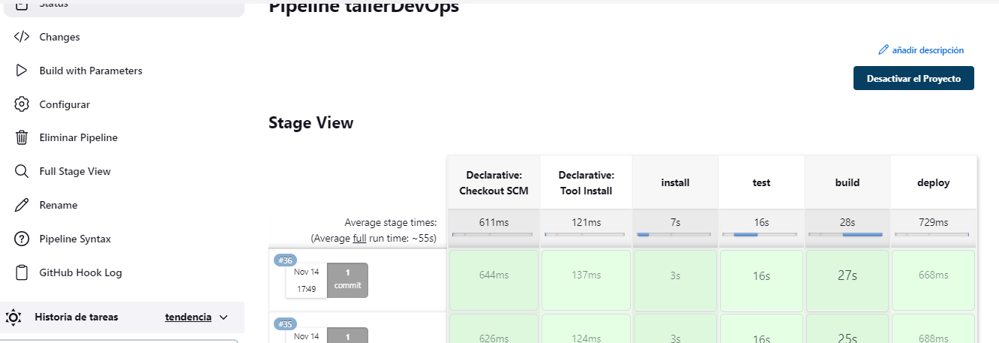 Status
Pipeline tallerDevOps
Changes
Build with Parameters
Configurar
Eliminar Pipeline
Full Stage View
Rename
Pipeline Syntax
GitHub Hook Log
Historia de tareas
tendencia
añadir descripción
Desactivar el Proyecto
Stage View
Declarative:
Checkout SCM
Declarative:
Tool Install
install
test
build
deploy
Average stage times:
(Average full run time: ~55s)
611ms
121ms
7s
16s
28s
729ms
#36
Nov 14
17:49
1
commit
644ms
137ms
3s
16s
27s
668ms
#35
Nov 14
1
626ms
124ms
3s
16s
25s
688ms